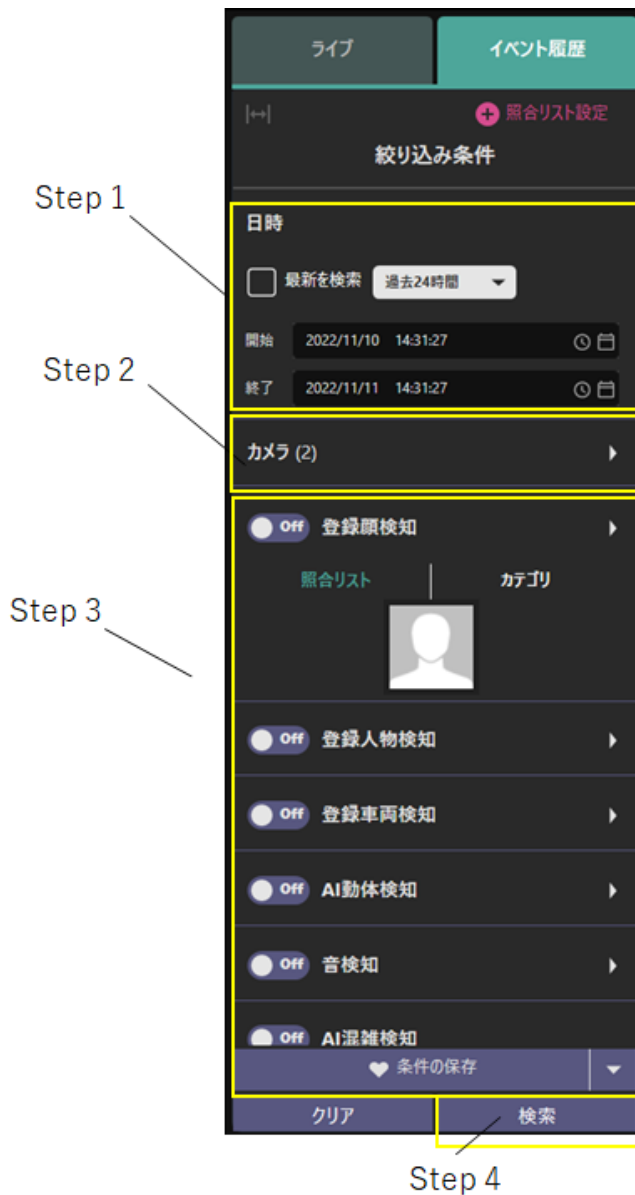 ライブ
イベント履歴
照合リスト設定
絞り込み条件
Step 1
日時
最新を検索 過去24時間
開始 2022/11/10 14:31:27
Step 2
終了 2022/11/11 14:31:27
カメラ (2)
Off 登録顔検知
照合リスト カテゴリ
Step 3
Off 登録人物検知
Off 登録車両検知
Off AI動体検知
Off 音検知
Off AI混雑検知
条件の保存
クリア 検索
Step 4